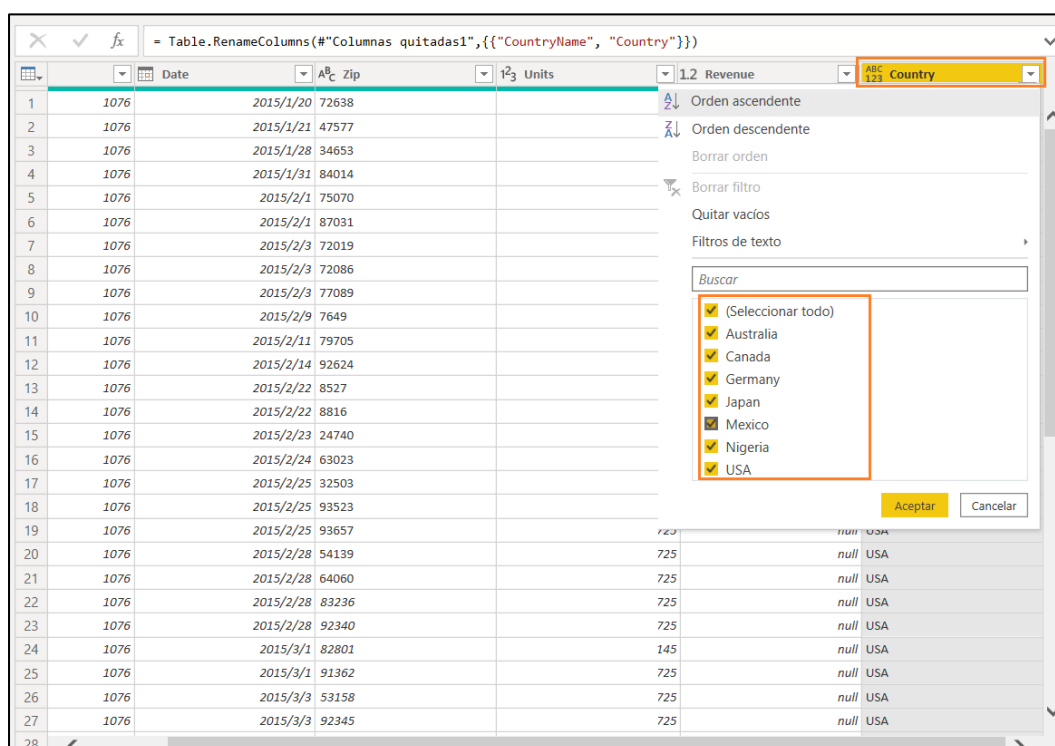 fx = Table.RenameColumns(#"Columnas quitadas1",{{"CountryName", "Country"}})
Date ABC Zip 123 Units 1.2 Revenue ABC 123 Country
1 1076 2015/1/20 72638
2 1076 2015/1/21 47577
3 1076 2015/1/28 34653
4 1076 2015/1/31 84014
5 1076 2015/2/1 75070
6 1076 2015/2/1 87031
7 1076 2015/2/3 72019
8 1076 2015/2/3 72086
9 1076 2015/2/3 77089
10 1076 2015/2/9 7649
11 1076 2015/2/11 79705
12 1076 2015/2/14 92624
13 1076 2015/2/22 8527
14 1076 2015/2/22 8816
15 1076 2015/2/23 24740
16 1076 2015/2/24 63023
17 1076 2015/2/25 32503
18 1076 2015/2/25 93523
19 1076 2015/2/25 93657 725 null USA
20 1076 2015/2/28 54139 725 null USA
21 1076 2015/2/28 64060 725 null USA
22 1076 2015/2/28 83236 725 null USA
23 1076 2015/2/28 92340 725 null USA
24 1076 2015/3/1 82801 145 null USA
25 1076 2015/3/1 91362 725 null USA
26 1076 2015/3/3 53158 725 null USA
27 1076 2015/3/3 92345 725 null USA
28
Orden ascendente
Orden descendente
Borrar orden
Borrar filtro
Quitar vacíos
Filtros de texto
Buscar
(Seleccionar todo)
Australia
Canada
Germany
Japan
Mexico
Nigeria
USA
Aceptar Cancelar